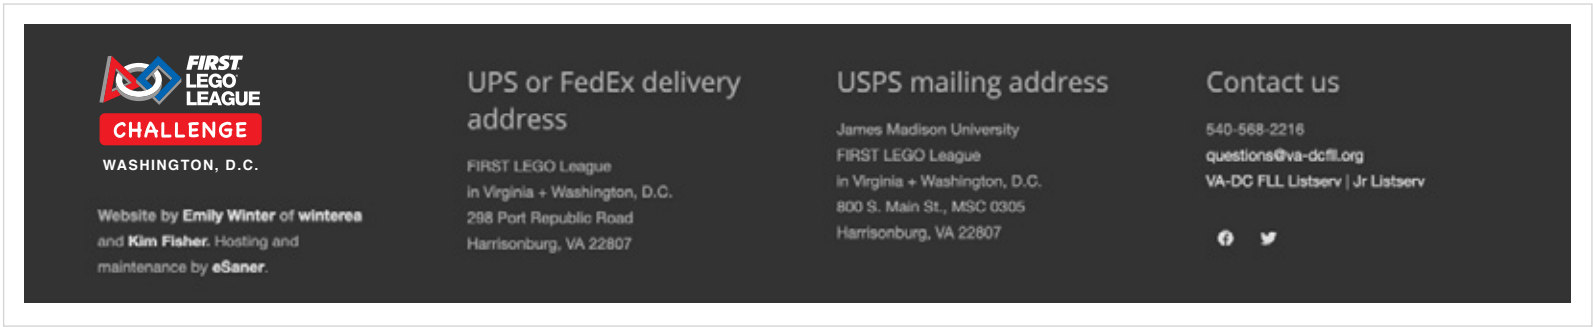 FIRST
LEGO
LEAGUE
CHALLENGE
WASHINGTON, D.C.
Website by Emily Winter of winterea
and Kim Fisher. Hosting and
maintenance by eSaner.
UPS or FedEx delivery
address
FIRST LEGO League
in Virginia + Washington, D.C.
298 Port Republic Road
Harrisonburg, VA 22807
USPS mailing address
James Madison University
FIRST LEGO League
in Virginia + Washington, D.C.
800 S. Main St., MSC 0305
Harrisonburg, VA 22807
Contact us
540-568-2216
questions@va-dcfll.org
VA-DC FLL Listserv | Jr Listserv